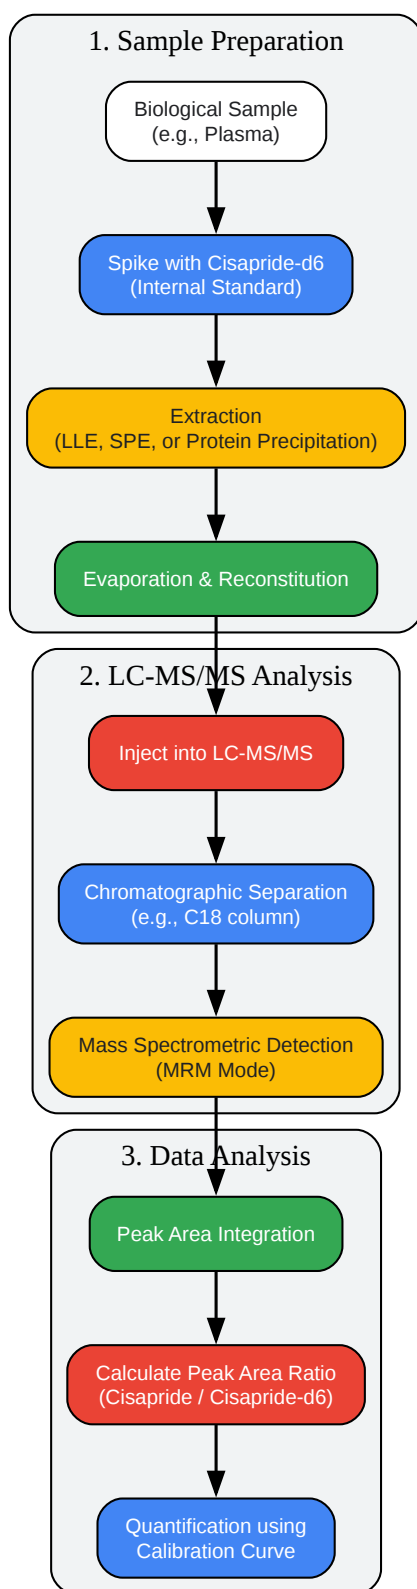 1. Sample Preparation
Biological Sample
(e.g., Plasma)
Spike with Cisapride-d6
(Internal Standard)
Extraction
(LLE, SPE, or Protein Precipitation)
Evaporation & Reconstitution
2. LC-MS/MS Analysis
Inject into LC-MS/MS
Chromatographic Separation
(e.g., C18 column)
Mass Spectrometric Detection
(MRM Mode)
3. Data Analysis
Peak Area Integration
Calculate Peak Area Ratio
(Cisapride / Cisapride-d6)
Quantification using
Calibration Curve